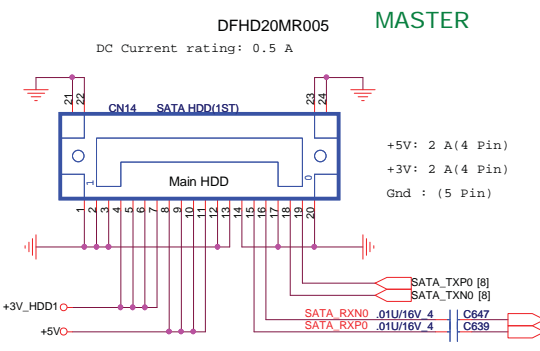 DFHD20MR005 MASTER
DC Current rating: 0.5 A
21 22 23 24
CN14 SATA HDD(1ST)
+5V: 2 A(4 Pin)
+3V: 2 A(4 Pin)
Gnd : (5 Pin)
1 Main HDD 0
1 2 3 4 5 6 7 8 9 10 11 12 13 14 15 16 17 18 19 20
SATA_TXP0 [8]
SATA_TXN0 [8]
+3V_HDD1
SATA_RXN0 .01U/16V_4 C647
SATA_RXP0 .01U/16V_4 C639
+5V